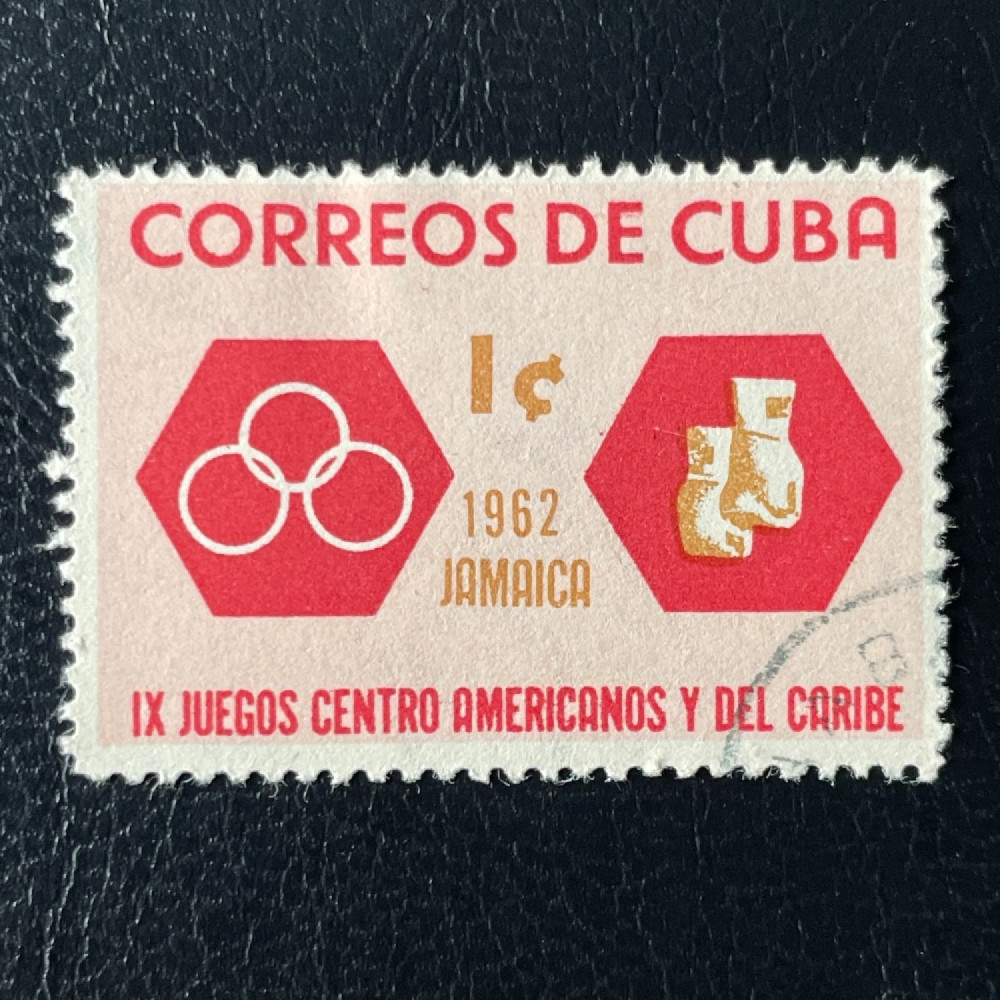 CORREOS DE CUBA
1¢
1962
JAMAICA
IX JUEGOS CENTRO AMERICANOS Y DEL CARIBE